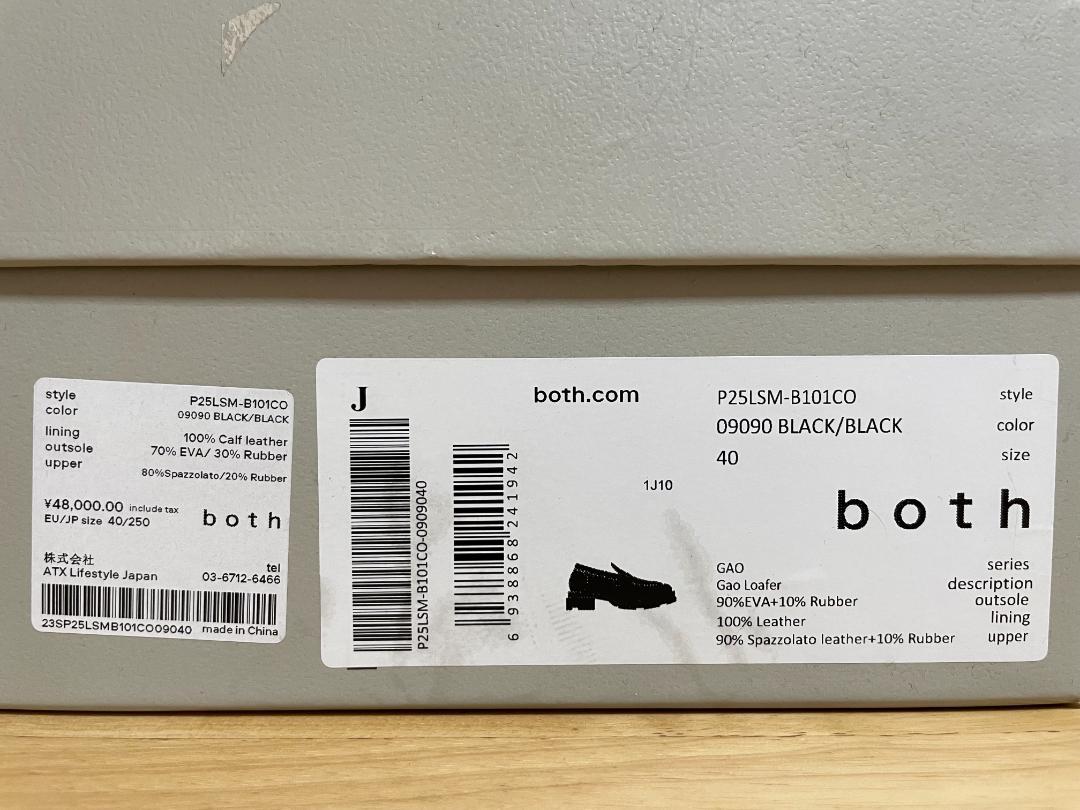 style P25LSM-B101CO
color 09090 BLACK/BLACK
lining 100% Calf leather
outsole 70% EVA/ 30% Rubber
upper 80%Spazzolato/20% Rubber
¥48,000.00 include tax
EU/JP size 40/250
both
株式会社
ATX Lifestyle Japan
tel
03-6712-6466
23SP25LSMB101CO09040 made in China
J
P25LSM-B101CO-0909040
6938868241942
both.com
1J10
P25LSM-B101CO style
09090 BLACK/BLACK color
40 size
both
GAO series
Gao Loafer description
90%EVA+10% Rubber outsole
100% Leather lining
90% Spazzolato leather+10% Rubber upper